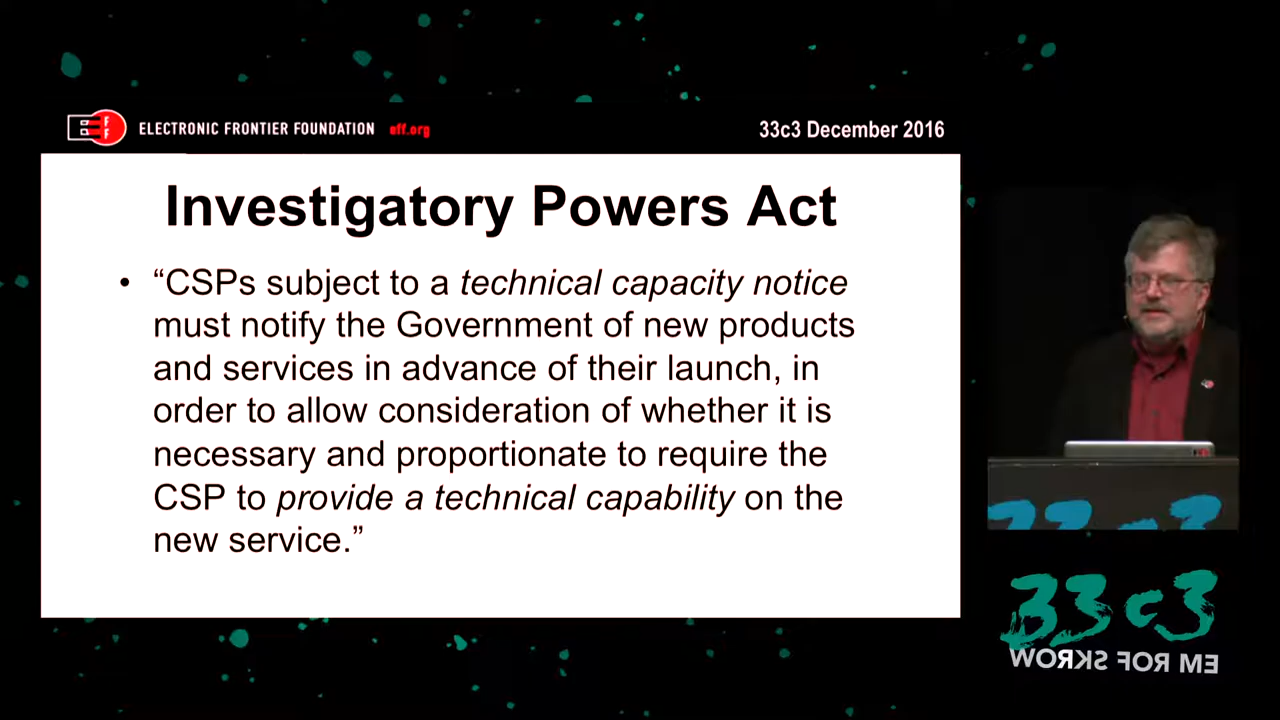 ELECTRONIC FRONTIER FOUNDATION eff.org
33c3 December 2016
Investigatory Powers Act
• “CSPs subject to a technical capacity notice
must notify the Government of new products
and services in advance of their launch, in
order to allow consideration of whether it is
necessary and proportionate to require the
CSP to provide a technical capability on the
new service.”
33c3
33c3
WORKS FOR ME